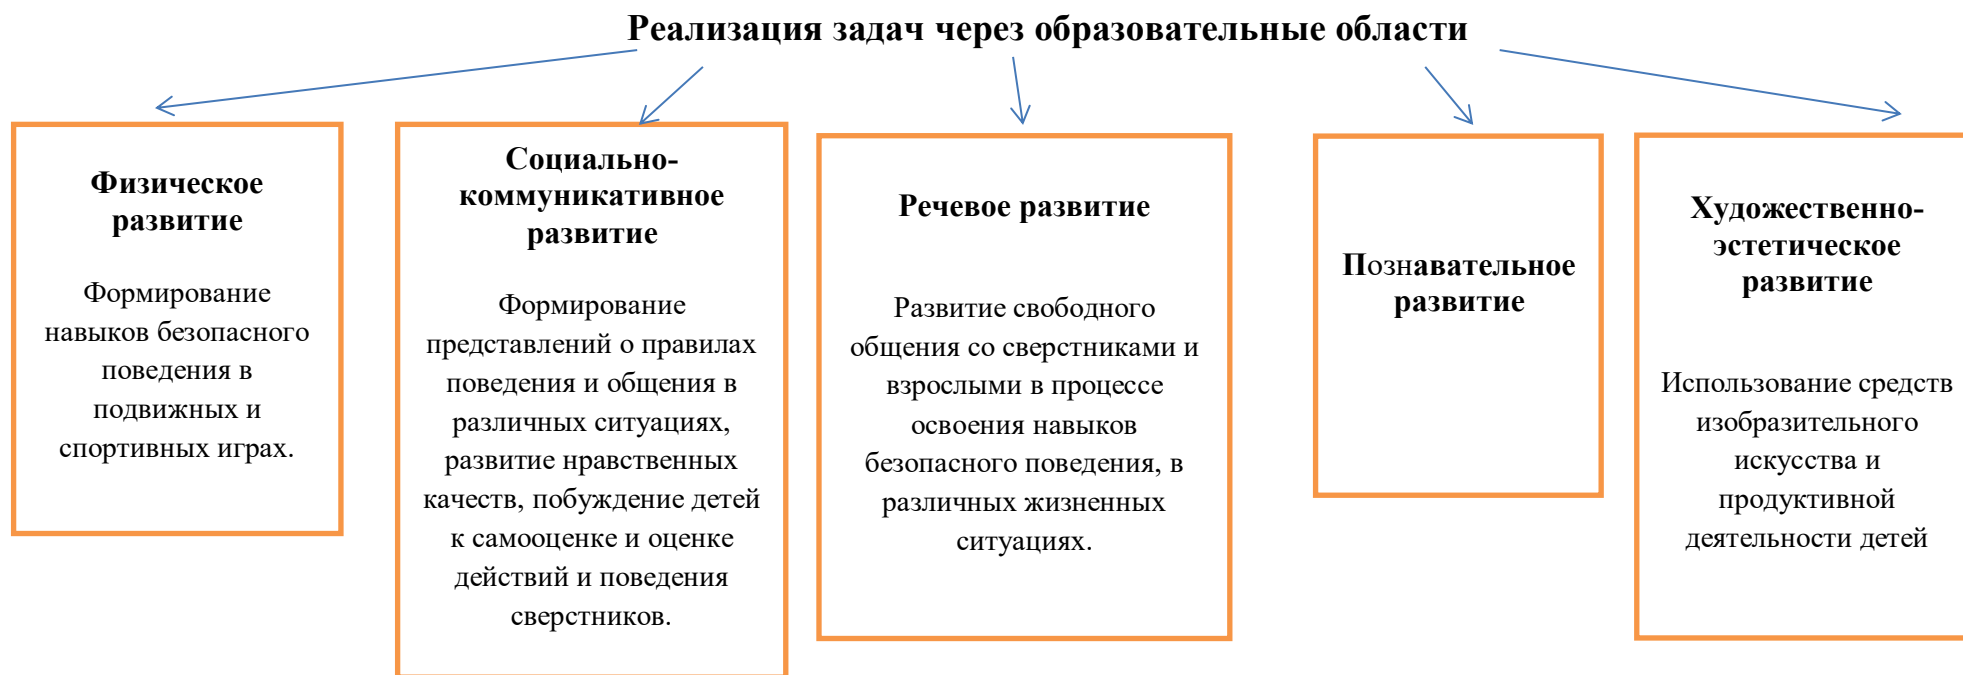 Реализация задач через образовательные области
Физическое
развитие
Формирование
навыков безопасного
поведения в
подвижных и
спортивных играх.
Социально-
коммуникативное
развитие
Формирование
представлений о правилах
поведения и общения в
различных ситуациях,
развитие нравственных
качеств, побуждение детей
к самооценке и оценке
действий и поведения
сверстников.
Речевое развитие
Развитие свободного
общения со сверстниками и
взрослыми в процессе
освоения навыков
безопасного поведения, в
различных жизненных
ситуациях.
Познавательное
развитие
Художественно-
эстетическое
развитие
Использование средств
изобразительного
искусства и
продуктивной
деятельности детей